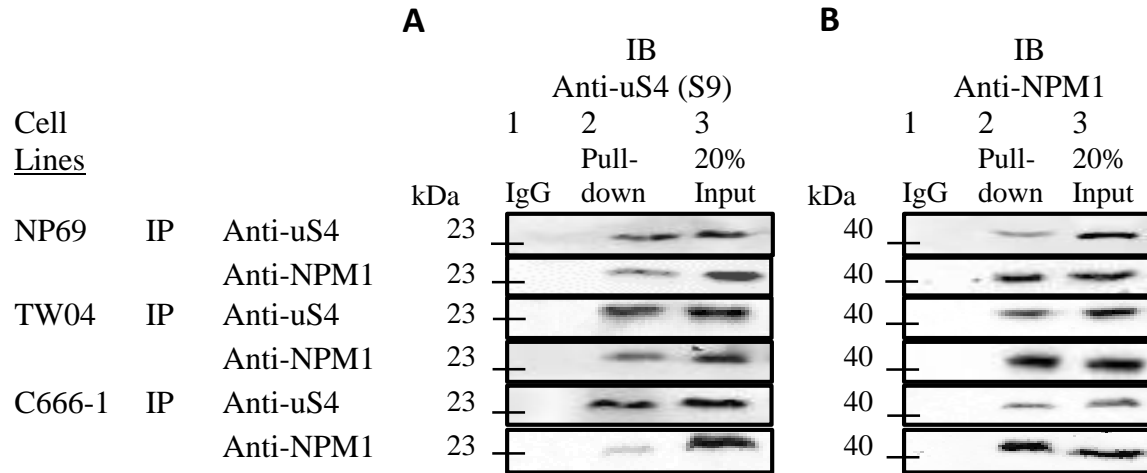 A B
IB IB
Anti-uS4 (S9) Anti-NPM1
Cell 1 2 3 1 2 3
Lines Pull- 20% Pull- 20%
kDa IgG down Input kDa IgG down Input
NP69 IP Anti-uS4 23 40
Anti-NPM1 23 40
TW04 IP Anti-uS4 23 40
Anti-NPM1 23 40
C666-1 IP Anti-uS4 23 40
Anti-NPM1 23 40